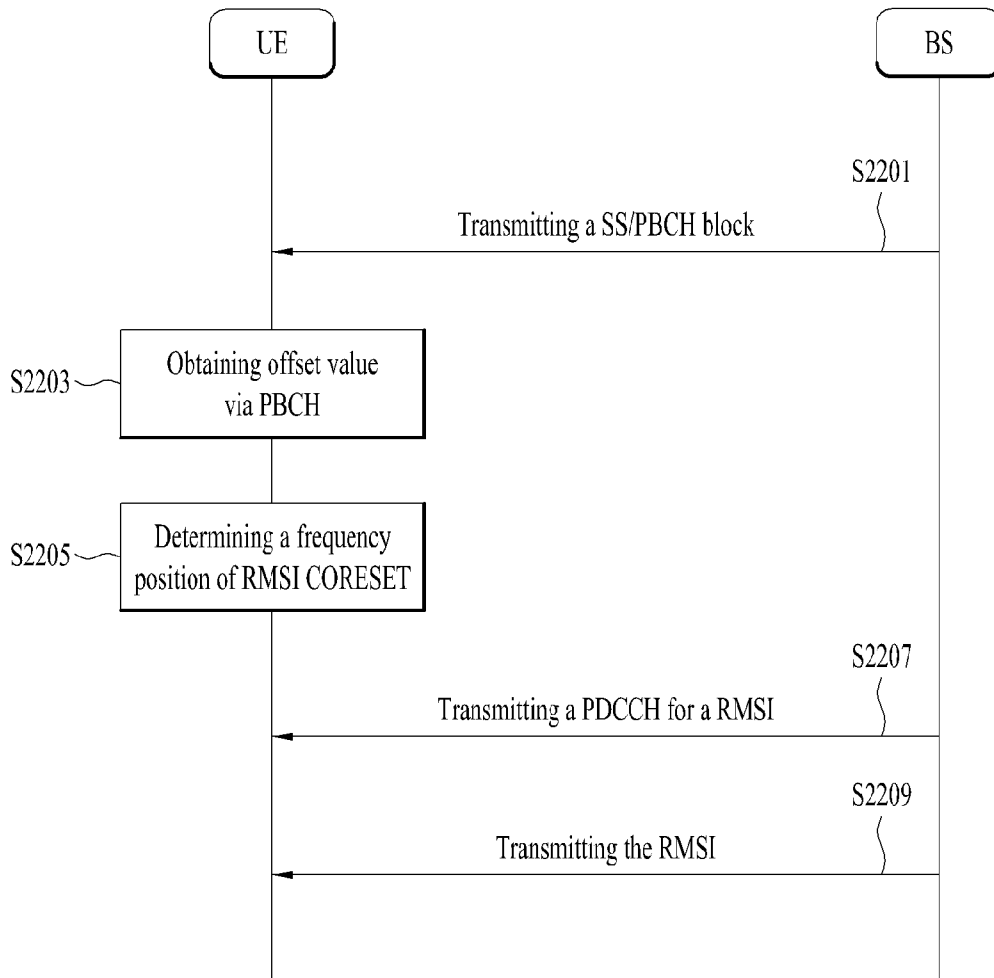 UE
BS
S2201
Transmitting a SS/PBCH block
S2203
Obtaining offset value
via PBCH
S2205
Determining a frequency
position of RMSI CORESET
S2207
Transmitting a PDCCH for a RMSI
S2209
Transmitting the RMSI